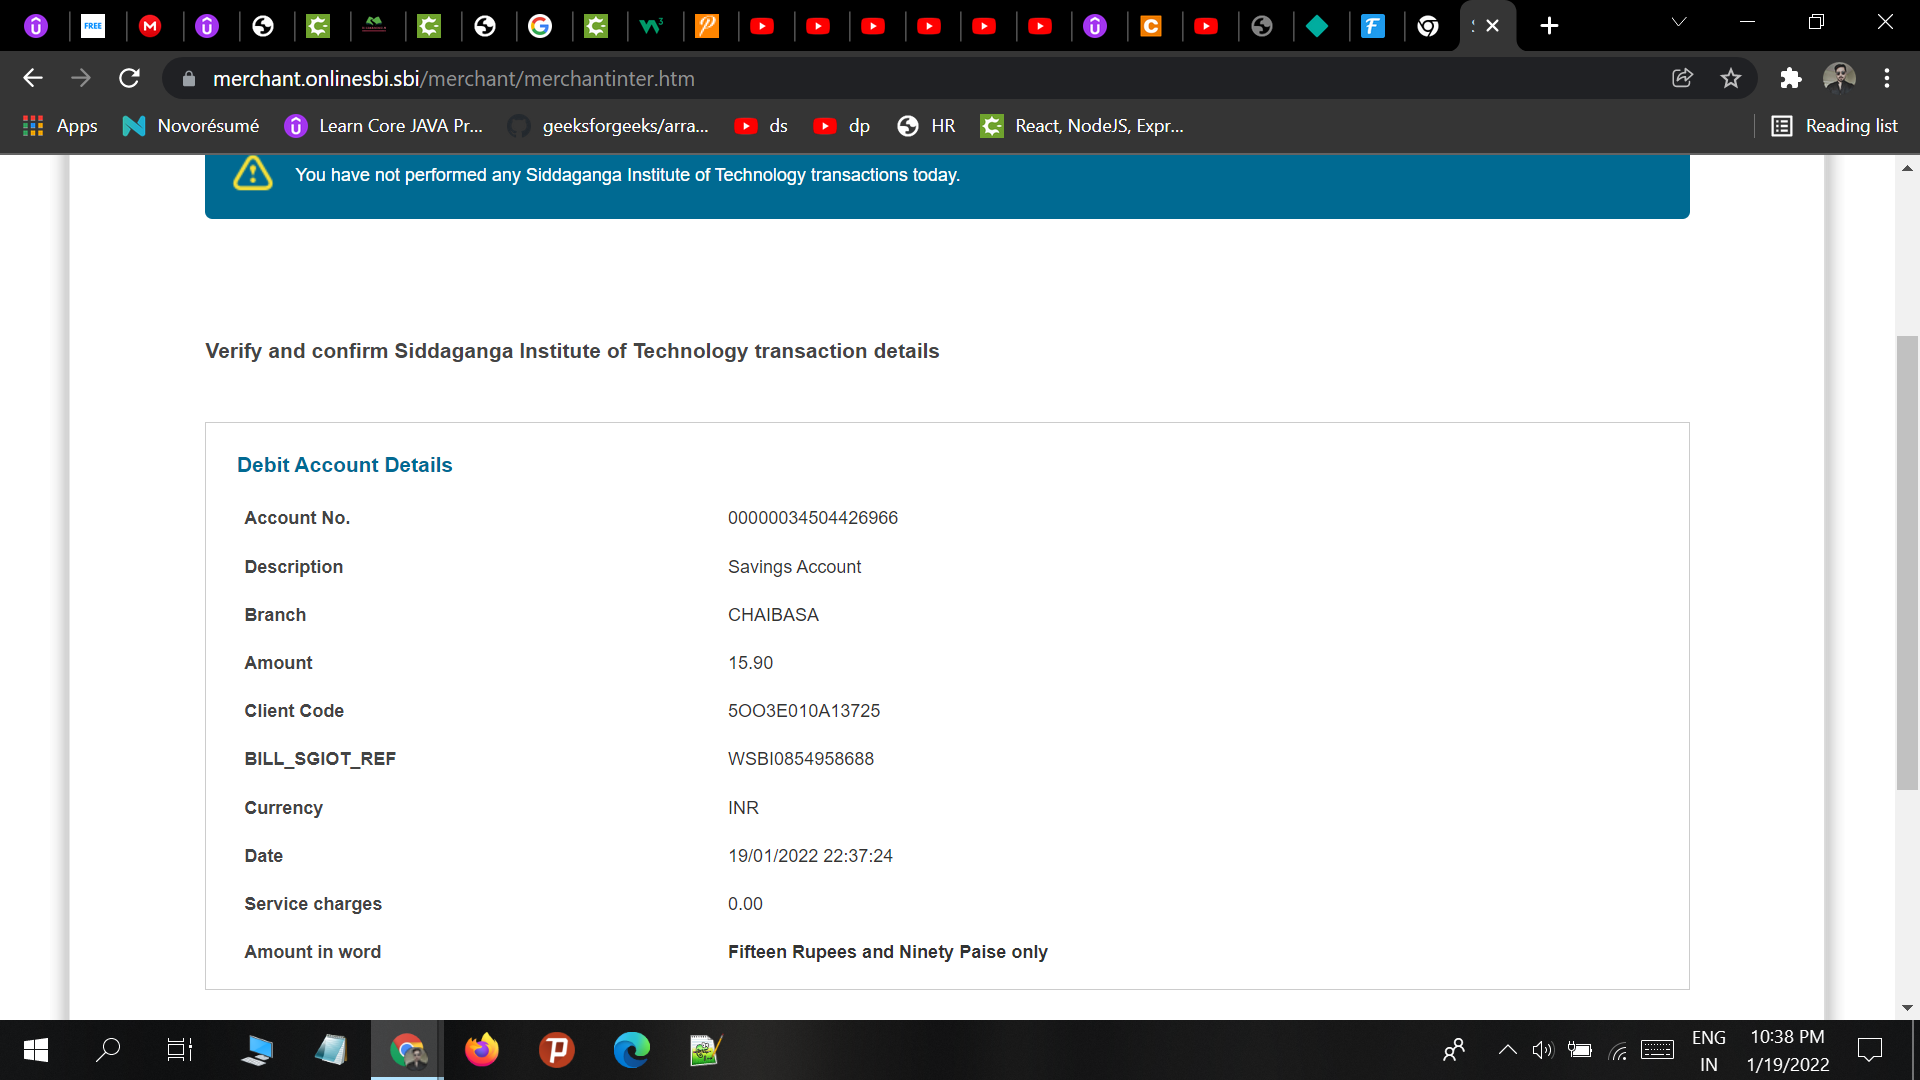 FREE
merchant.onlinesbi.sbi/merchant/merchantinter.htm
Apps Novorésumé Learn Core JAVA Pr... geeksforgeeks/arra... ds dp HR React, NodeJS, Expr... Reading list
You have not performed any Siddaganga Institute of Technology transactions today.
Verify and confirm Siddaganga Institute of Technology transaction details
Debit Account Details
Account No. 00000034504426966
Description Savings Account
Branch CHAIBASA
Amount 15.90
Client Code 5OO3E010A13725
BILL_SGIOT_REF WSBI0854958688
Currency INR
Date 19/01/2022 22:37:24
Service charges 0.00
Amount in word Fifteen Rupees and Ninety Paise only
ENG 10:38 PM
IN 1/19/2022